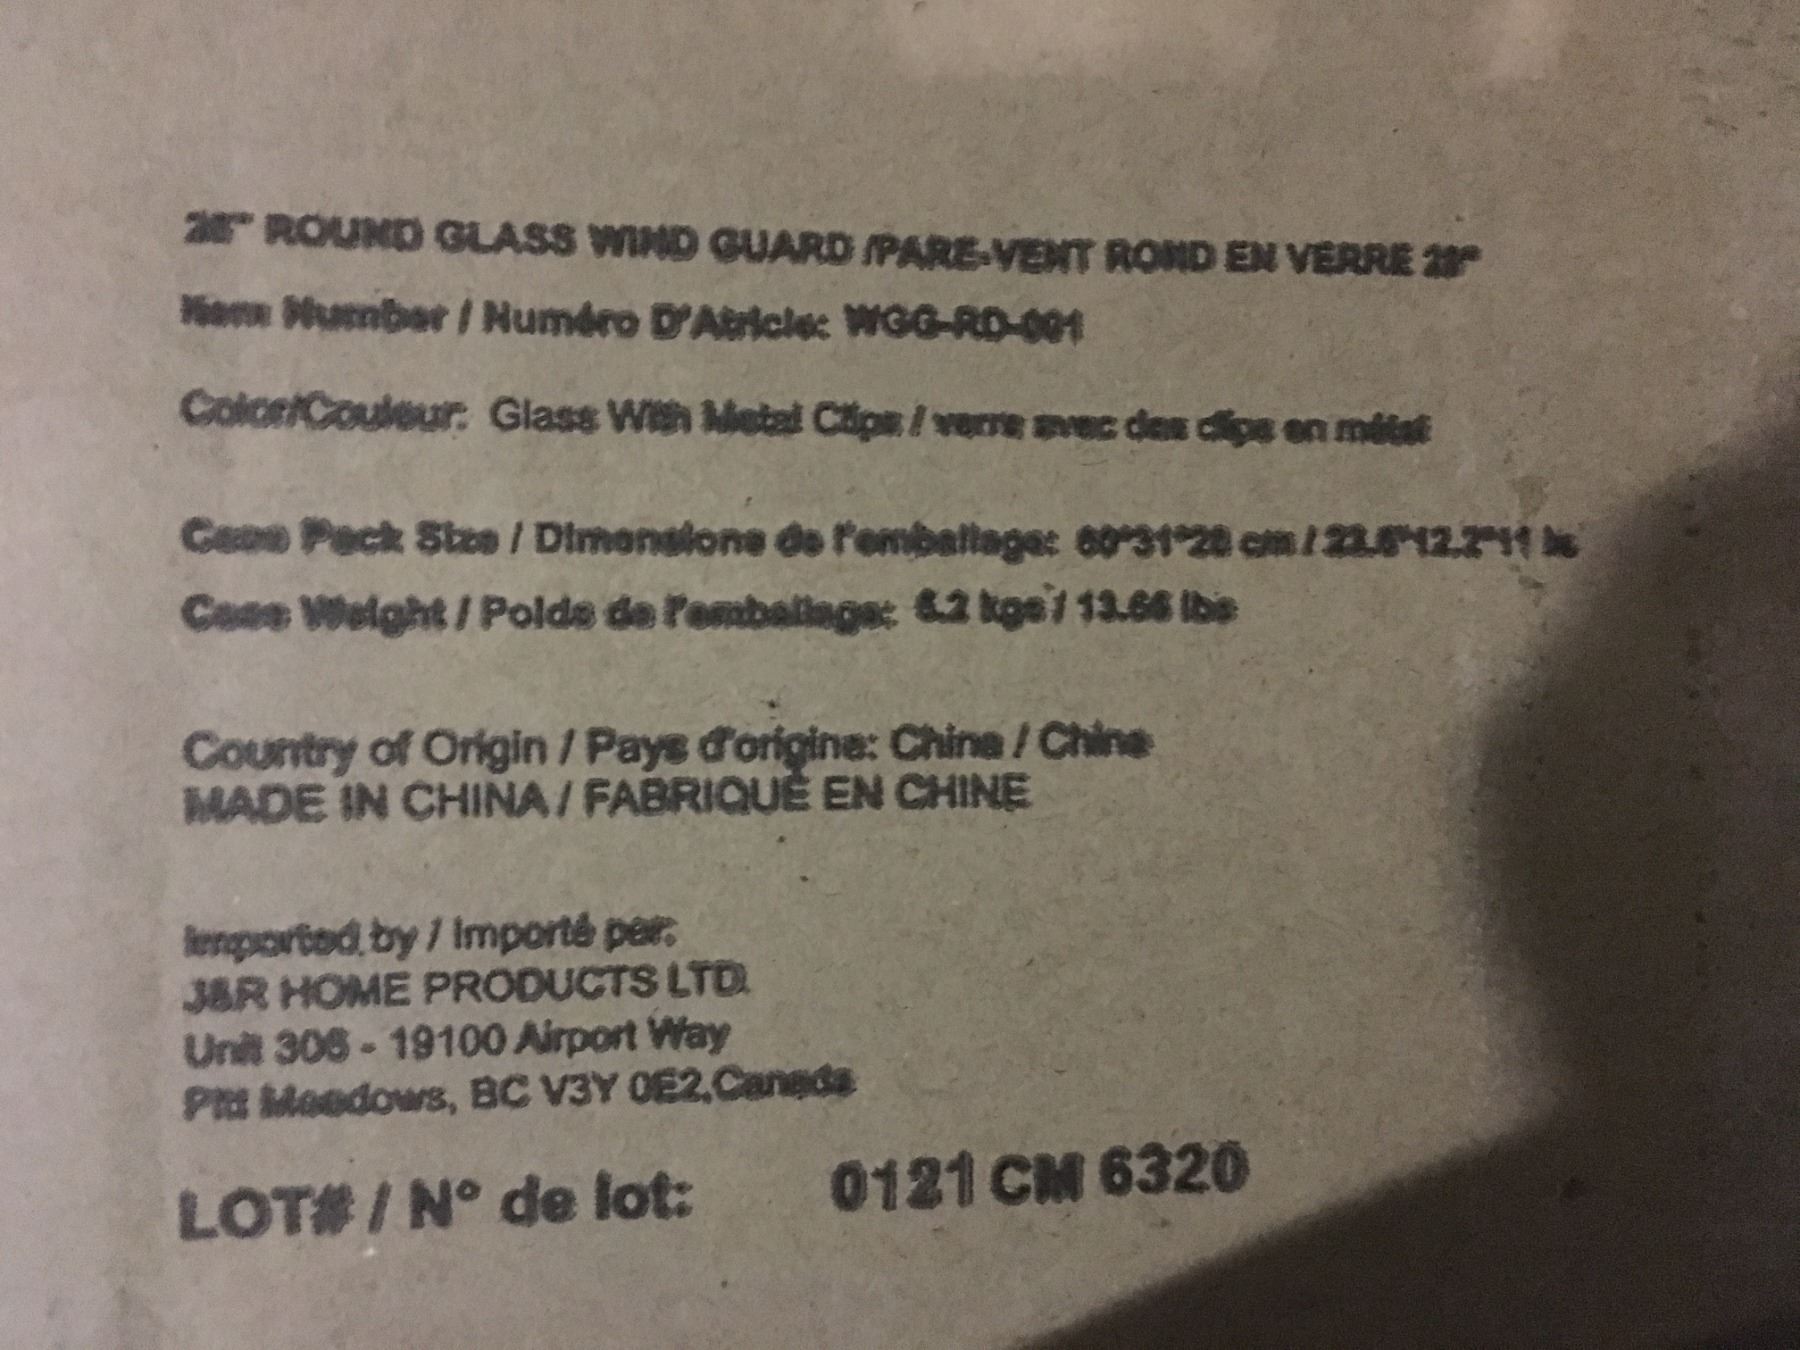 ROUND GLASS WIND GUARD /PARE-VENT ROND EN VERRE
Item Number / Numéro D'Atricle: WGG-RD-001
Color/Couleur: Glass With Metal Clips / verre avec des clips en métal
Case Pack Size / Dimensions de l'emballage: 60*31*28 cm / 23.6*12.2*11
Case Weight / Poids de l'emballage: 6.2 kgs / 13.66 lbs
Country of Origin / Pays d'origine: China / Chine
MADE IN CHINA / FABRIQUÉ EN CHINE
Imported by / Importé par:
J&R HOME PRODUCTS LTD.
Unit 306 - 19100 Airport Way
Pitt Meadows, BC V3Y 0E2,Canada
LOT# / N° de lot: 0121 CM 6320